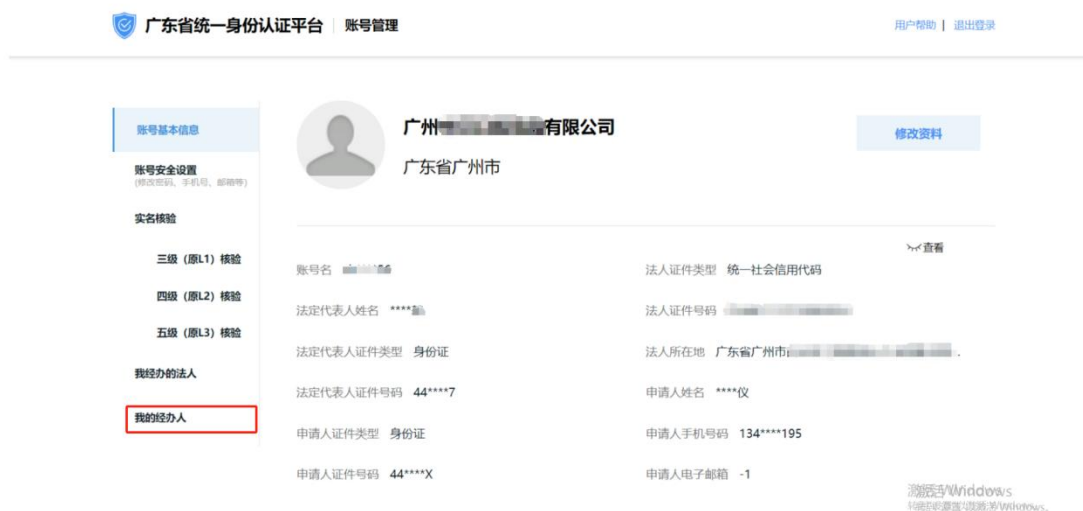 广东省统一身份认证平台 账号管理 用户帮助 | 退出登录
账号基本信息
账号安全设置
(修改密码、手机号、邮箱等)
实名核验
三级（原L1）核验
四级（原L2）核验
五级（原L3）核验
我经办的法人
我的经办人
广州 有限公司
广东省广州市
修改资料
查看
账号名
法人证件类型 统一社会信用代码
法定代表人姓名 ****
法人证件号码
法定代表人证件类型 身份证
法人所在地 广东省广州市
法定代表人证件号码 44****7
申请人姓名 ****仪
申请人证件类型 身份证
申请人手机号码 134****195
申请人证件号码 44****X
申请人电子邮箱 -1
激活 Windows